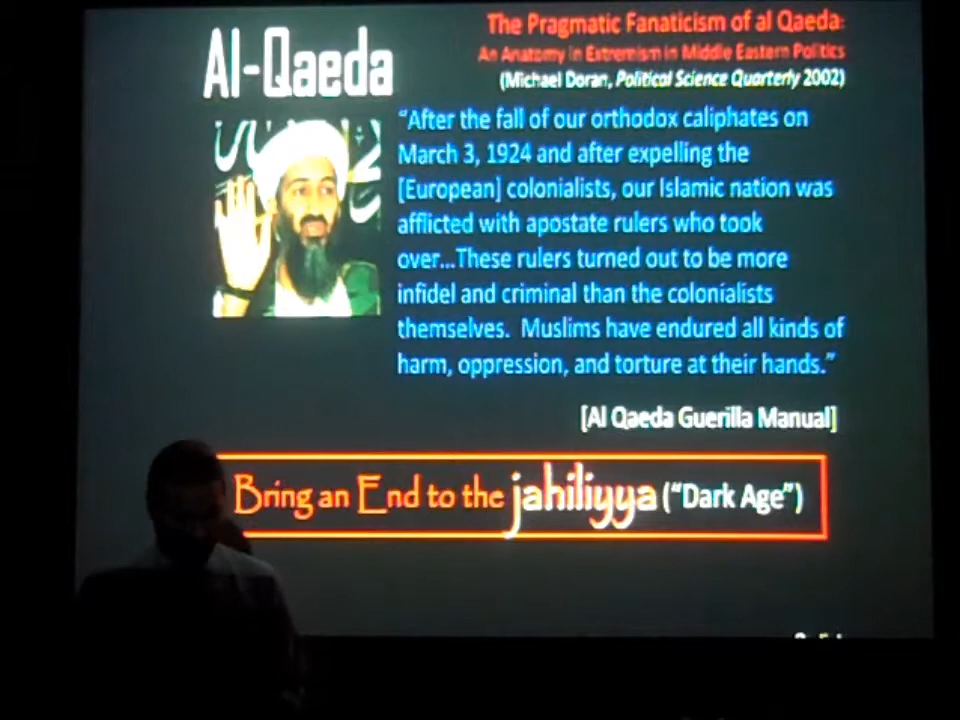 Al-Qaeda
The Pragmatic Fanaticism of al Qaeda:
An Anatomy in Extremism in Middle Eastern Politics
(Michael Doran, Political Science Quarterly 2002)
"After the fall of our orthodox caliphates on
March 3, 1924 and after expelling the
[European] colonialists, our Islamic nation was
afflicted with apostate rulers who took
over...These rulers turned out to be more
infidel and criminal than the colonialists
themselves. Muslims have endured all kinds of
harm, oppression, and torture at their hands."
[Al Qaeda Guerilla Manual]
Bring an End to the jahiliyya ("Dark Age")